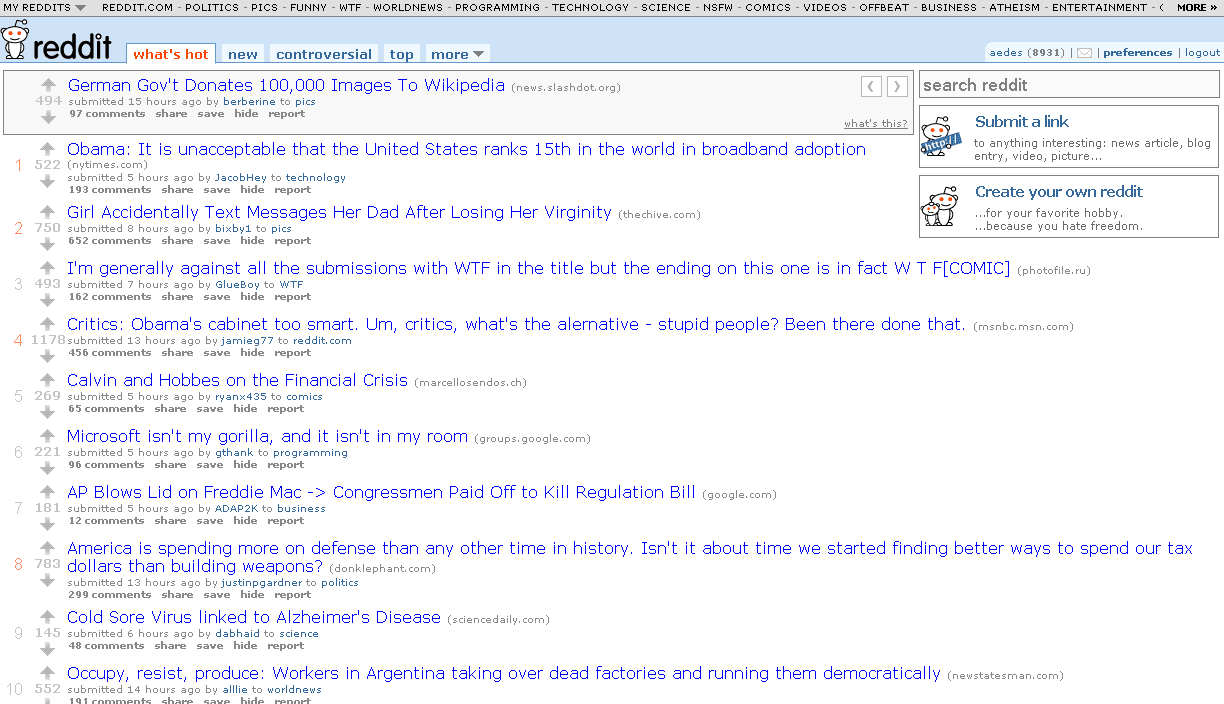 MY REDDITS REDDIT.COM - POLITICS - PICS - FUNNY - WTF - WORLDNEWS - PROGRAMMING - TECHNOLOGY - SCIENCE - NSFW - COMICS - VIDEOS - OFFBEAT - BUSINESS - ATHEISM - ENTERTAINMENT - MORE »
reddit what's hot new controversial top more aedes (8931) | | preferences | logout
German Gov't Donates 100,000 Images To Wikipedia (news.slashdot.org)
494 submitted 15 hours ago by berberine to pics
97 comments share save hide report
what's this?
search reddit
Submit a link
to anything interesting: news article, blog
entry, video, picture...
Create your own reddit
...for your favorite hobby.
...because you hate freedom.
Obama: It is unacceptable that the United States ranks 15th in the world in broadband adoption
1 522 (nytimes.com)
submitted 5 hours ago by JacobHey to technology
193 comments share save hide report
Girl Accidentally Text Messages Her Dad After Losing Her Virginity (thechive.com)
2 750 submitted 8 hours ago by bixby1 to pics
652 comments share save hide report
I'm generally against all the submissions with WTF in the title but the ending on this one is in fact W T F[COMIC] (photofile.ru)
3 493 submitted 7 hours ago by GlueBoy to WTF
162 comments share save hide report
Critics: Obama's cabinet too smart. Um, critics, what's the alernative - stupid people? Been there done that. (msnbc.msn.com)
4 1178 submitted 13 hours ago by jamieg77 to reddit.com
456 comments share save hide report
Calvin and Hobbes on the Financial Crisis (marcellosendos.ch)
5 269 submitted 5 hours ago by ryanx435 to comics
65 comments share save hide report
Microsoft isn't my gorilla, and it isn't in my room (groups.google.com)
6 221 submitted 5 hours ago by gthank to programming
96 comments share save hide report
AP Blows Lid on Freddie Mac -> Congressmen Paid Off to Kill Regulation Bill (google.com)
7 181 submitted 5 hours ago by ADAP2K to business
12 comments share save hide report
America is spending more on defense than any other time in history. Isn't it about time we started finding better ways to spend our tax
8 783 dollars than building weapons? (donklephant.com)
submitted 13 hours ago by justinpgardner to politics
299 comments share save hide report
Cold Sore Virus linked to Alzheimer's Disease (sciencedaily.com)
9 145 submitted 6 hours ago by dabhaid to science
48 comments share save hide report
Occupy, resist, produce: Workers in Argentina taking over dead factories and running them democratically (newstatesman.com)
10 552 submitted 14 hours ago by alllie to worldnews
191 comments share save hide report